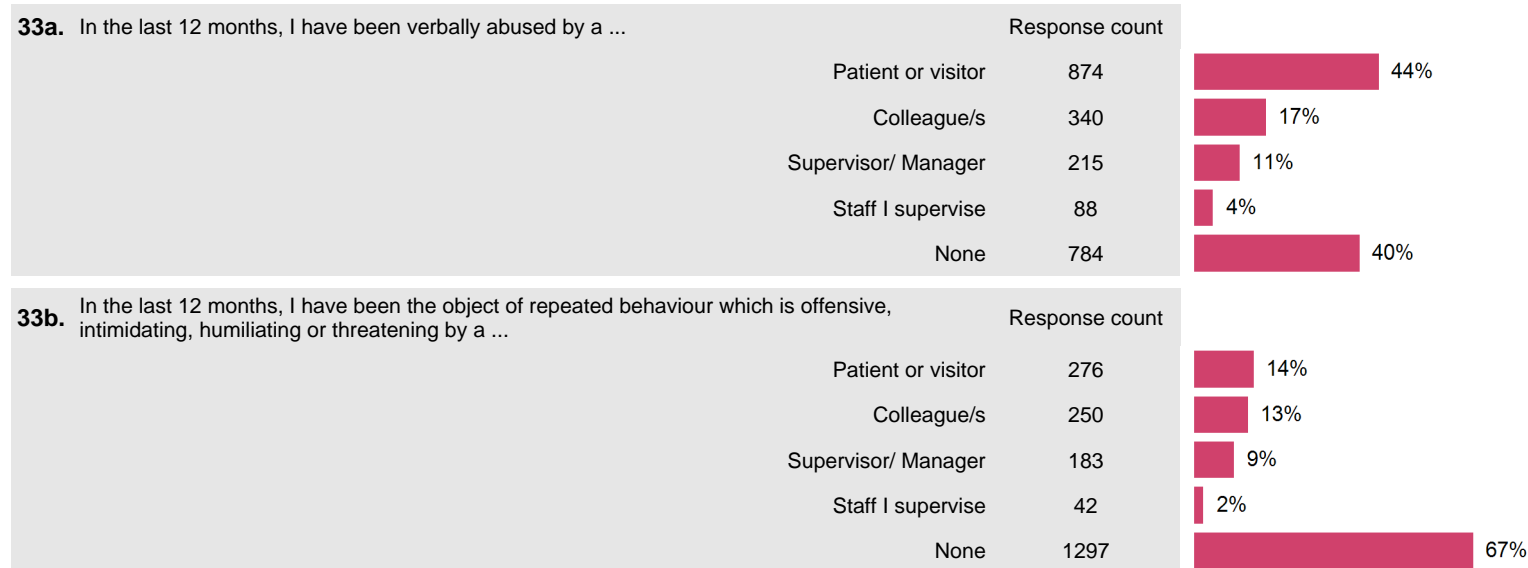 33a. In the last 12 months, I have been verbally abused by a ... Response count
Patient or visitor 874 44%
Colleague/s 340 17%
Supervisor/ Manager 215 11%
Staff I supervise 88 4%
None 784 40%
33b. In the last 12 months, I have been the object of repeated behaviour which is offensive,
intimidating, humiliating or threatening by a ... Response count
Patient or visitor 276 14%
Colleague/s 250 13%
Supervisor/ Manager 183 9%
Staff I supervise 42 2%
None 1297 67%